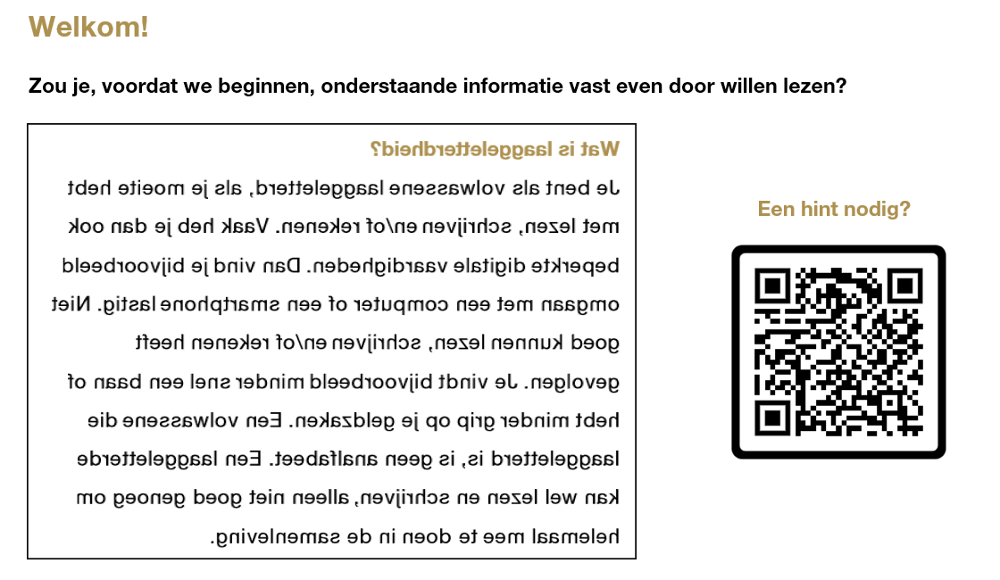 Welkom!
Zou je, voordat we beginnen, onderstaande informatie vast even door willen lezen?
Wat is laaggeletterdheid?
Je bent als volwassene laaggeletterd, als je moeite hebt
met lezen, schrijven en/of rekenen. Vaak heb je dan ook
beperkte digitale vaardigheden. Dan vind je bijvoorbeeld
omgaan met een computer of een smartphone lastig. Niet
goed kunnen lezen, schrijven en/of rekenen heeft
gevolgen. Je vindt bijvoorbeeld minder snel een baan of
hebt minder grip op je geldzaken. Een volwassene die
laaggeletterd is, is geen analfabeet. Een laaggeletterde
kan wel lezen en schrijven, alleen niet goed genoeg om
helemaal mee te doen in de samenleving.
Een hint nodig?